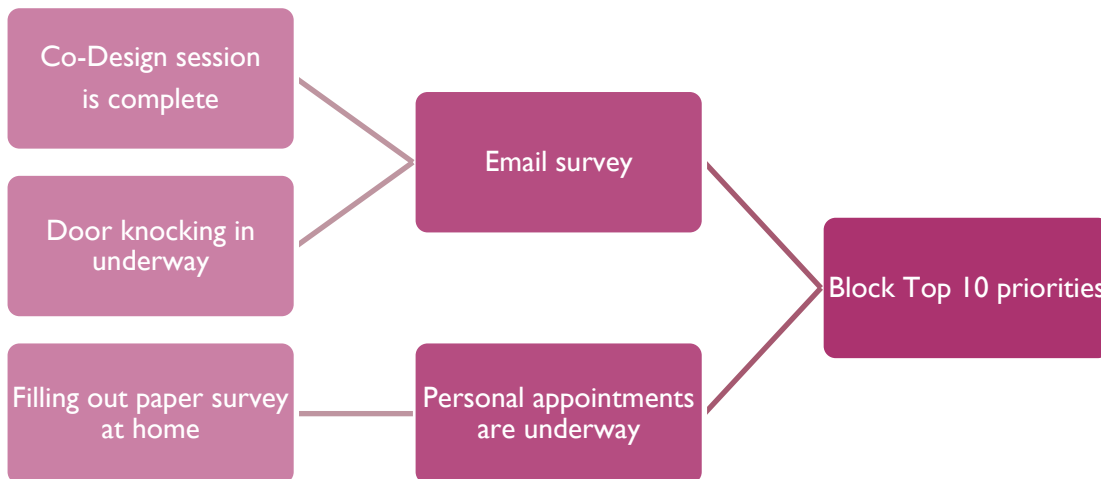 Co-Design session
is complete
Door knocking in
underway
Filling out paper survey
at home
Email survey
Personal appointments
are underway
Block Top 10 priorities